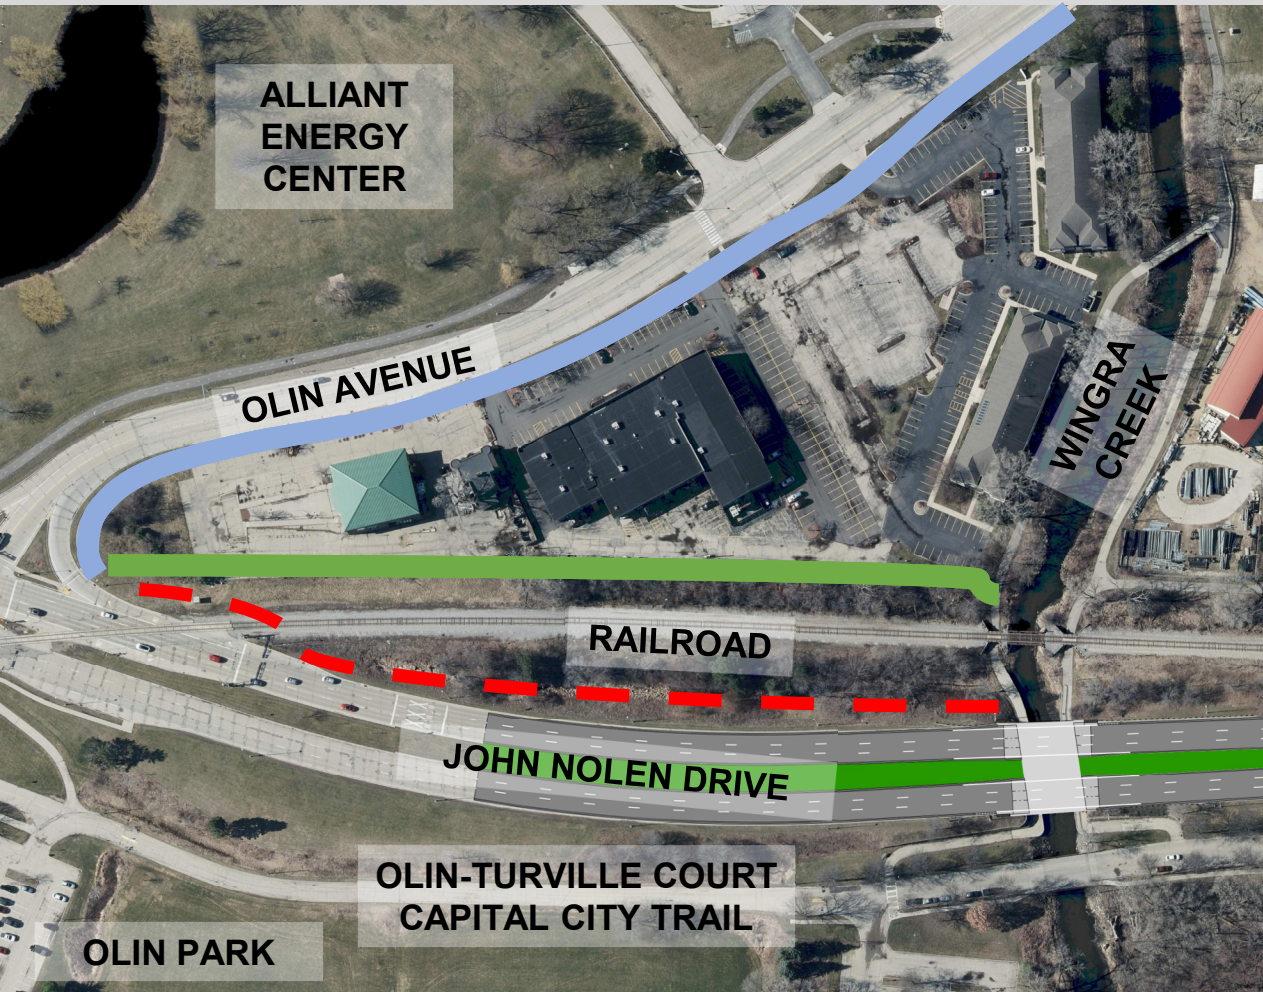 ALLIANT
ENERGY
CENTER
OLIN AVENUE
WINGRA
CREEK
RAILROAD
JOHN NOLEN DRIVE
OLIN-TURVILLE COURT
CAPITAL CITY TRAIL
OLIN PARK